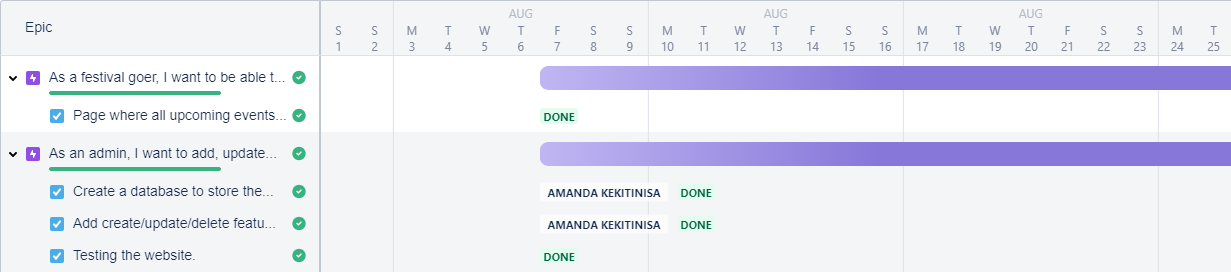 Epic
AUG AUG AUG
S S M T W T F S S M T W T F S S M T W T F S S M T
1 2 3 4 5 6 7 8 9 10 11 12 13 14 15 16 17 18 19 20 21 22 23 24 25
As a festival goer, I want to be able t...
Page where all upcoming events... DONE
As an admin, I want to add, update...
Create a database to store the... AMANDA KEKITINISA DONE
Add create/update/delete featu... AMANDA KEKITINISA DONE
Testing the website. DONE